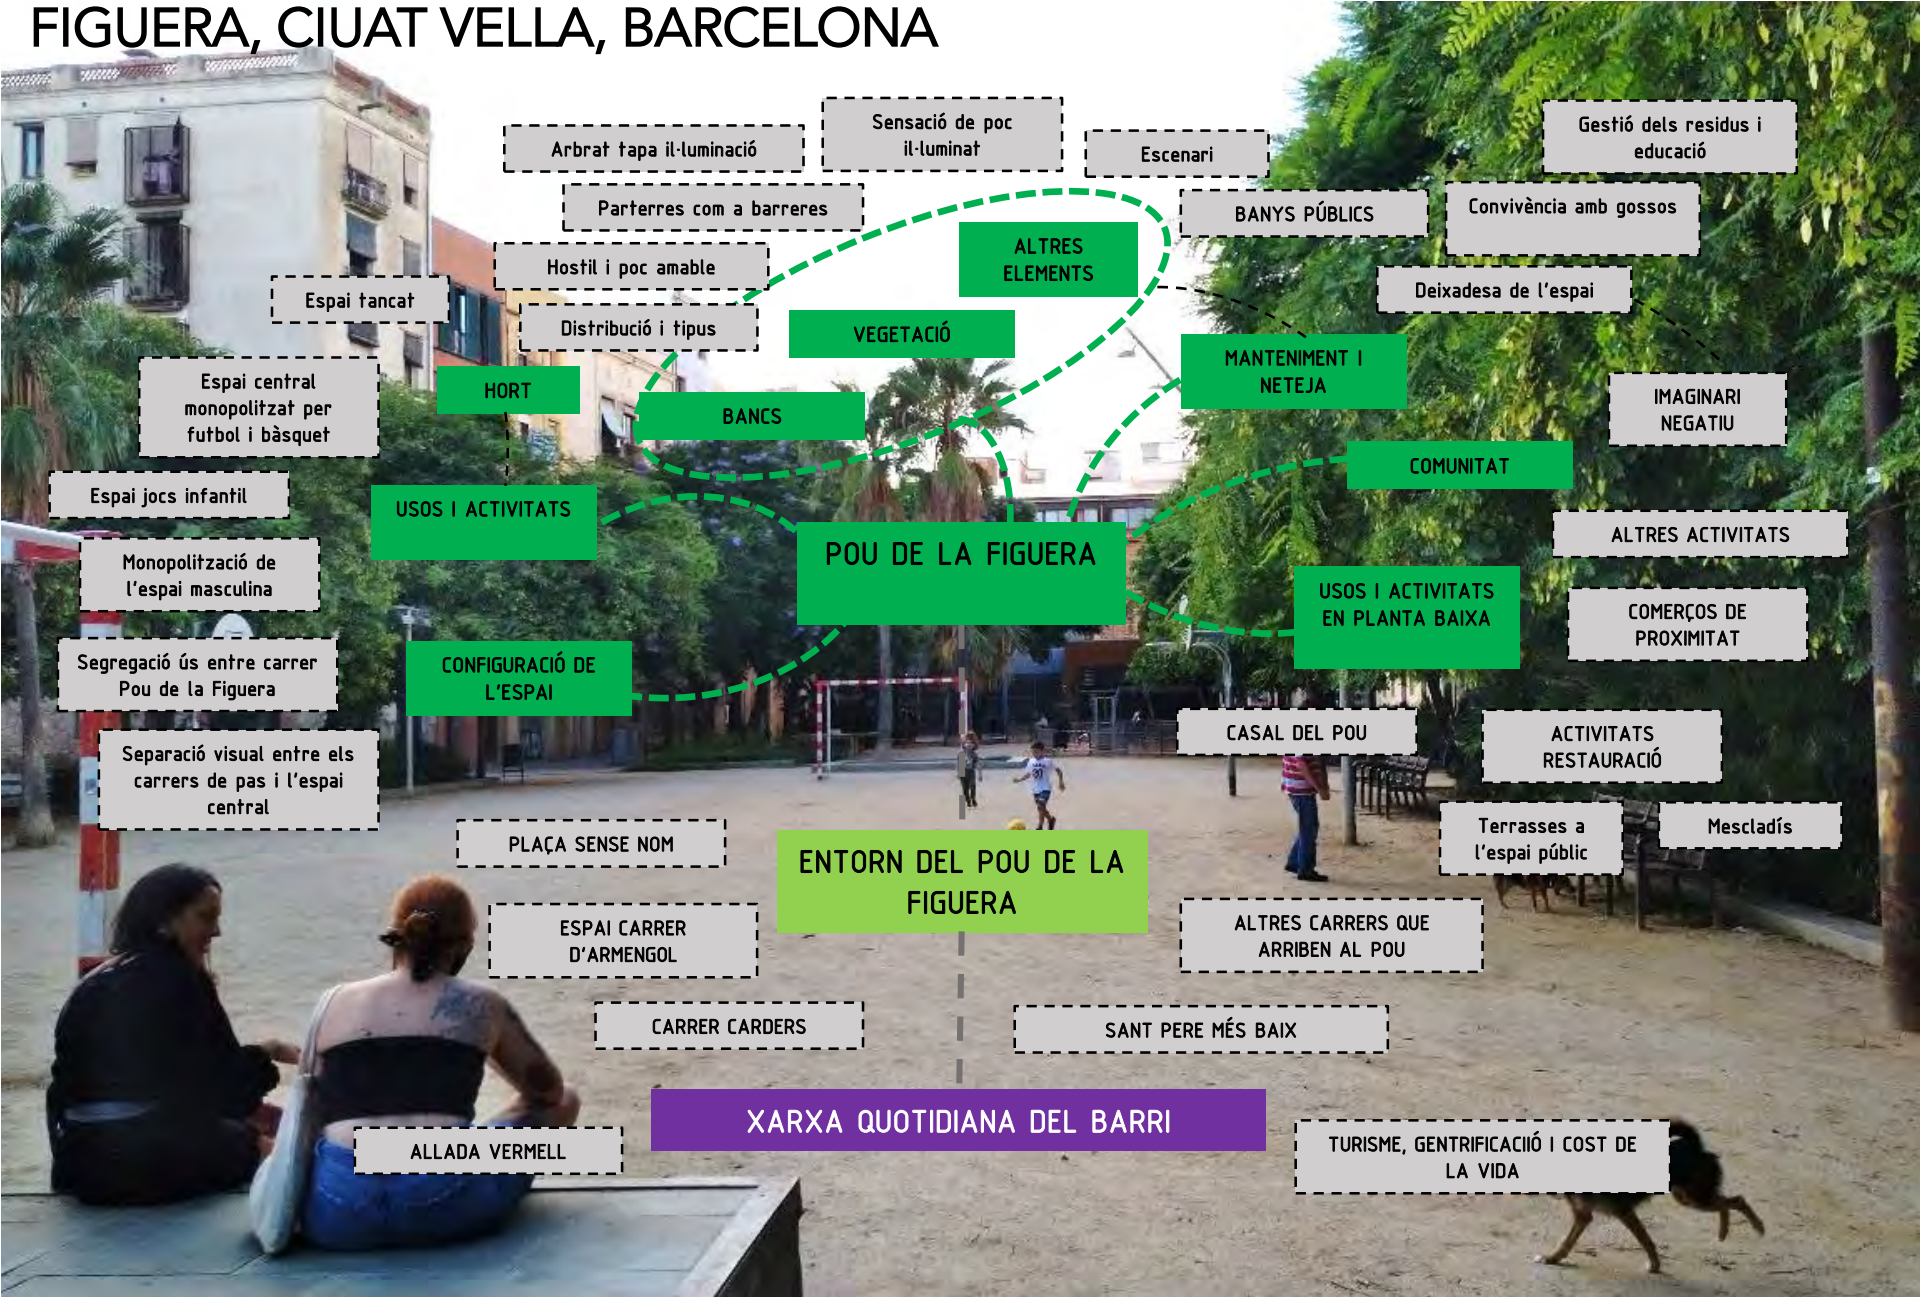 FIGUERA, CIUAT VELLA, BARCELONA
Arbrat tapa il·luminació
Sensació de poc
il·luminat
Escenari
Gestió dels residus i
educació
Parterres com a barreres
BANYS PÚBLICS
Convivència amb gossos
Hostil i poc amable
ALTRES
ELEMENTS
Espai tancat
Deixadesa de l'espai
Distribució i tipus
VEGETACIÓ
MANTENIMENT I
NETEJA
Espai central
monopolitzat per
futbol i bàsquet
HORT
BANCS
IMAGINARI
NEGATIU
COMUNITAT
Espai jocs infantil
USOS I ACTIVITATS
POU DE LA FIGUERA
ALTRES ACTIVITATS
Monopolització de
l'espai masculina
USOS I ACTIVITATS
EN PLANTA BAIXA
COMERÇOS DE
PROXIMITAT
Segregació ús entre carrer
Pou de la Figuera
CONFIGURACIÓ DE
L'ESPAI
CASAL DEL POU
ACTIVITATS
RESTAURACIÓ
Separació visual entre els
carrers de pas i l'espai
central
PLAÇA SENSE NOM
ENTORN DEL POU DE LA
FIGUERA
Terrasses a
l'espai públic
Mescladís
ESPAI CARRER
D'ARMENGOL
ALTRES CARRERS QUE
ARRIBEN AL POU
CARRER CARDERS
SANT PERE MÉS BAIX
XARXA QUOTIDIANA DEL BARRI
ALLADA VERMELL
TURISME, GENTRIFICACIIÓ I COST DE
LA VIDA